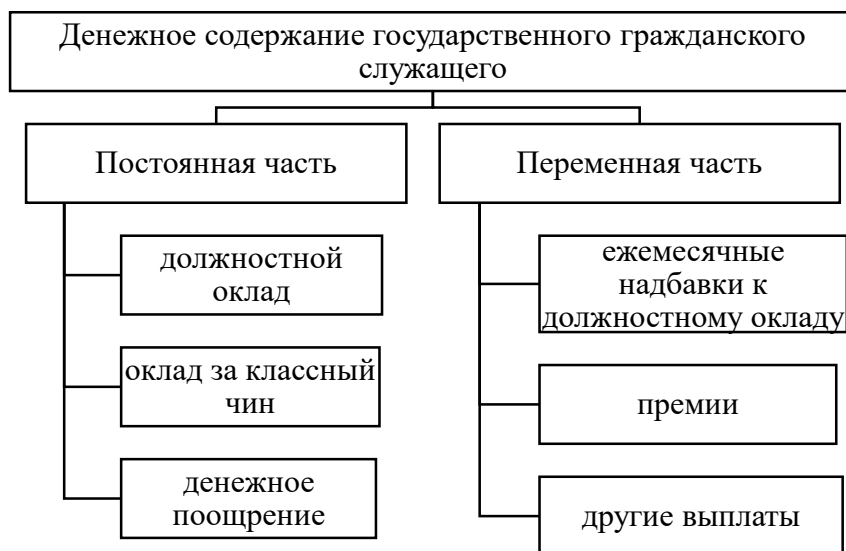 Денежное содержание государственного гражданского
служащего
Постоянная часть
должностной
оклад
оклад за классный
чин
денежное
поощрение
Переменная часть
ежемесячные
надбавки к
должностному окладу
премии
другие выплаты